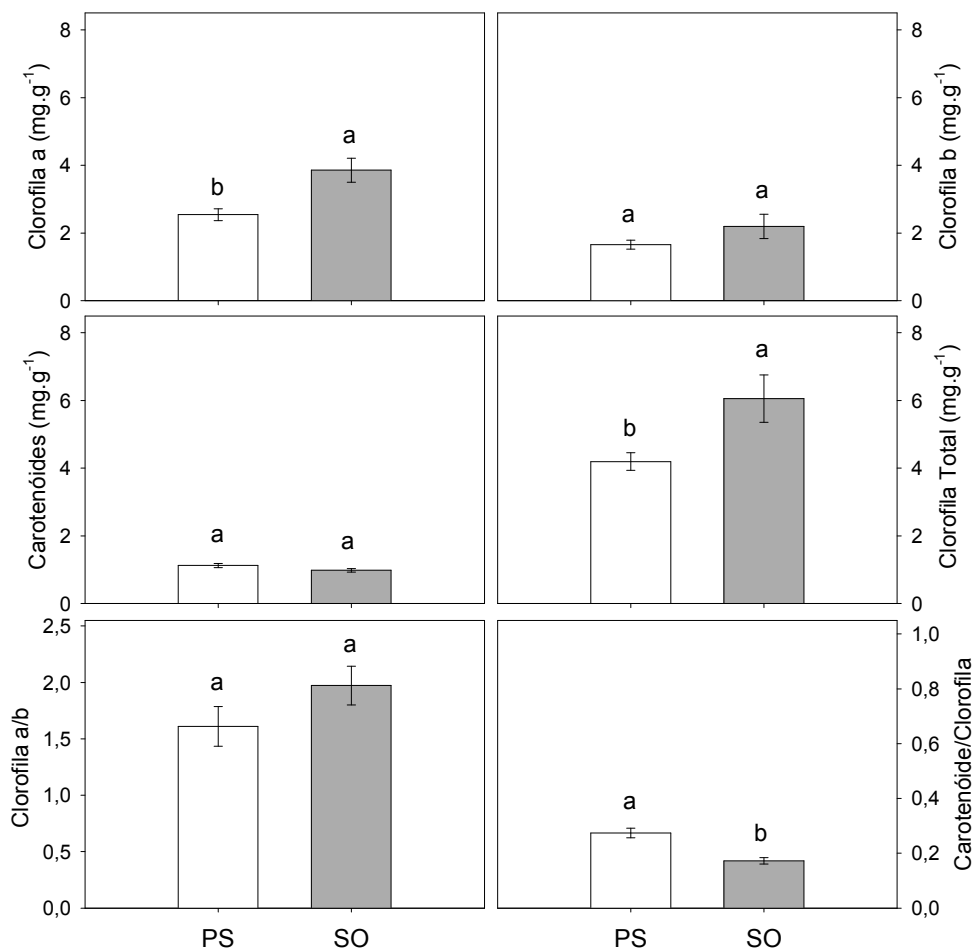 Clorofila a (mg.g⁻¹)
8
6
4
2
0
b
a
Clorofila b (mg.g⁻¹)
8
6
4
2
0
a
a
Carotenóides (mg.g⁻¹)
8
6
4
2
0
a
a
Clorofila Total (mg.g⁻¹)
8
6
4
2
0
b
a
Clorofila a/b
2,5
2,0
1,5
1,0
0,5
0,0
a
a
Carotenóide/Clorofila
1,0
0,8
0,6
0,4
0,2
0,0
a
b
PS SO
PS SO